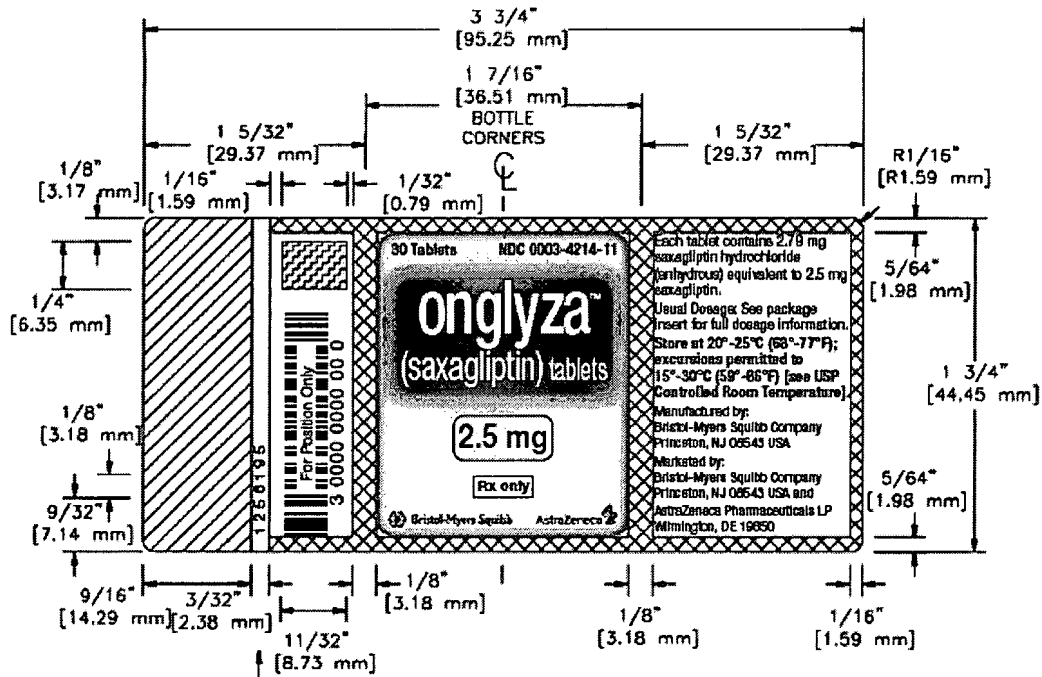 3 3/4"
[95.25 mm]
1 7/16"
[36.51 mm]
BOTTLE
CORNERS
CL
1 5/32"
[29.37 mm]
1 5/32"
[29.37 mm]
1/8"
[3.17 mm]
1/16"
[1.59 mm]
1/32"
[0.79 mm]
R1/16"
[R1.59 mm]
1/4"
[6.35 mm]
5/64"
[1.98 mm]
1/8"
[3.18 mm]
9/32"
[7.14 mm]
1 3/4"
[44.45 mm]
5/64"
[1.98 mm]
1256195
For Position Only
3 0000 0000 00 0
30 Tablets NDC 0003-4214-11
onglyza™
(saxagliptin) tablets
2.5 mg
Rx only
Bristol-Myers Squibb AstraZeneca
Each tablet contains 2.79 mg
saxagliptin hydrochloride
(anhydrous) equivalent to 2.5 mg
saxagliptin.
Usual Dosage: See package
insert for full dosage information.
Store at 20°-25°C (68°-77°F);
excursions permitted to
15°-30°C (59°-86°F) [see USP
Controlled Room Temperature].
Manufactured by:
Bristol-Myers Squibb Company
Princeton, NJ 08543 USA
Marketed by:
Bristol-Myers Squibb Company
Princeton, NJ 08543 USA and
AstraZeneca Pharmaceuticals LP
Wilmington, DE 19850
9/16"
[14.29 mm]
3/32"
[2.38 mm]
11/32"
[8.73 mm]
1/8"
[3.18 mm]
1/8"
[3.18 mm]
1/16"
[1.59 mm]